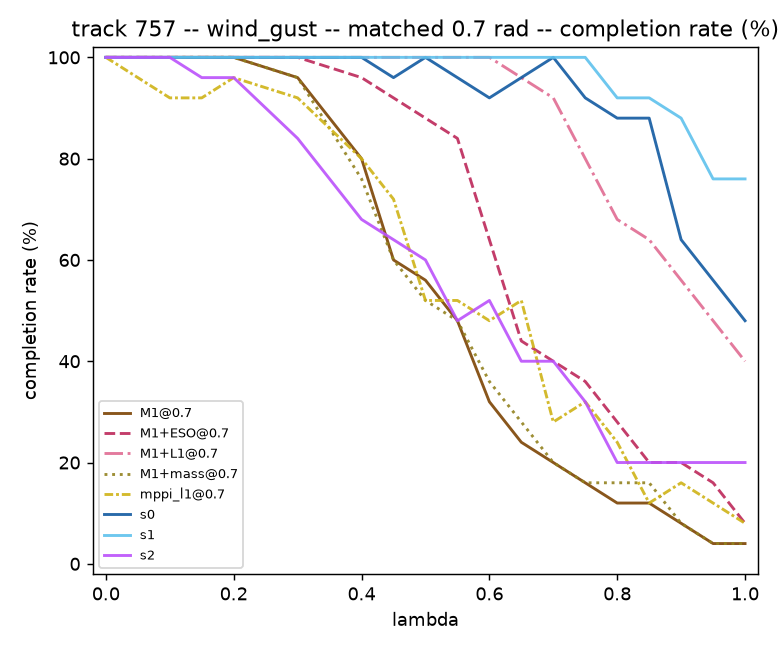 track 757 -- wind_gust -- matched 0.7 rad -- completion rate (%)
completion rate (%)
100
80
60
40
20
0
M1@0.7
M1+ESO@0.7
M1+L1@0.7
M1+mass@0.7
mppi_l1@0.7
s0
s1
s2
0.0 0.2 0.4 0.6 0.8 1.0
lambda